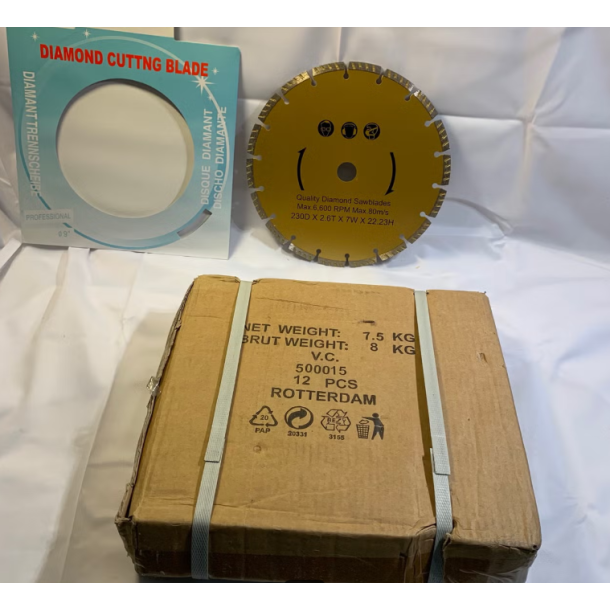 DIAMOND CUTTNG BLADE
DIAMANTTRENNSCHEIBE
DISQUE DIAMANT
DISCHO DIAMANTE
PROFESSIONAL
Quality Diamond Sawblades
Max.6.600 RPM Max.80m/s
230D X 2.6T X 7W X 22.23H
NET WEIGHT: 7.5 KG
BRUT WEIGHT: 8 KG
V.C.
500015
12 PCS
ROTTERDAM
20
PAP
20331
RESY
3155